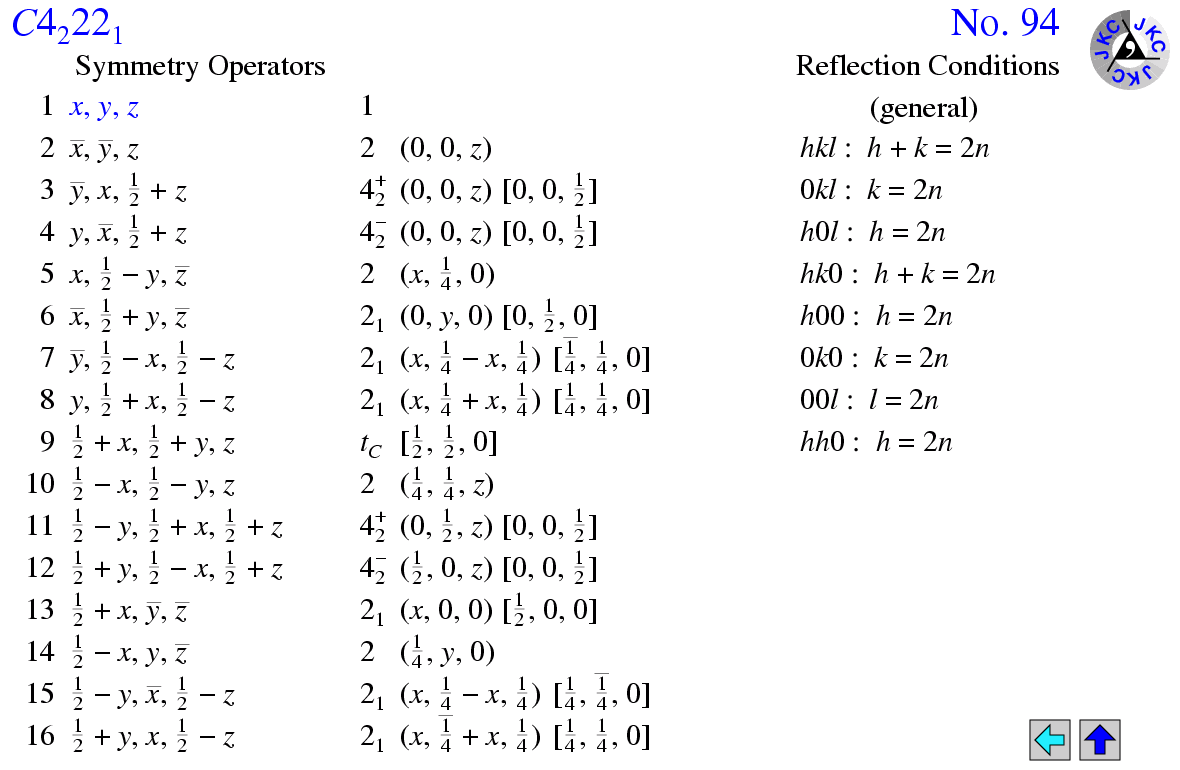 C4₂22₁ No. 94
JKC JKC JKC JKC
Symmetry Operators Reflection Conditions
1 x, y, z 1 (general)
2 x̅, y̅, z 2 (0, 0, z) hkl : h + k = 2n
3 y̅, x, ½ + z 4₂⁺ (0, 0, z) [0, 0, ½] 0kl : k = 2n
4 y, x̅, ½ + z 4₂⁻ (0, 0, z) [0, 0, ½] h0l : h = 2n
5 x, ½ − y, z̅ 2 (x, ¼, 0) hk0 : h + k = 2n
6 x̅, ½ + y, z̅ 2₁ (0, y, 0) [0, ½, 0] h00 : h = 2n
7 y̅, ½ − x, ½ − z 2₁ (x, ¼ − x, ¼) [1̅/4, ¼, 0] 0k0 : k = 2n
8 y, ½ + x, ½ − z 2₁ (x, ¼ + x, ¼) [¼, ¼, 0] 00l : l = 2n
9 ½ + x, ½ + y, z t_C [½, ½, 0] hh0 : h = 2n
10 ½ − x, ½ − y, z 2 (¼, ¼, z)
11 ½ − y, ½ + x, ½ + z 4₂⁺ (0, ½, z) [0, 0, ½]
12 ½ + y, ½ − x, ½ + z 4₂⁻ (½, 0, z) [0, 0, ½]
13 ½ + x, y̅, z̅ 2₁ (x, 0, 0) [½, 0, 0]
14 ½ − x, y, z̅ 2 (¼, y, 0)
15 ½ − y, x̅, ½ − z 2₁ (x, ¼ − x, ¼) [¼, 1̅/4, 0]
16 ½ + y, x, ½ − z 2₁ (x, 1̅/4 + x, ¼) [¼, ¼, 0]